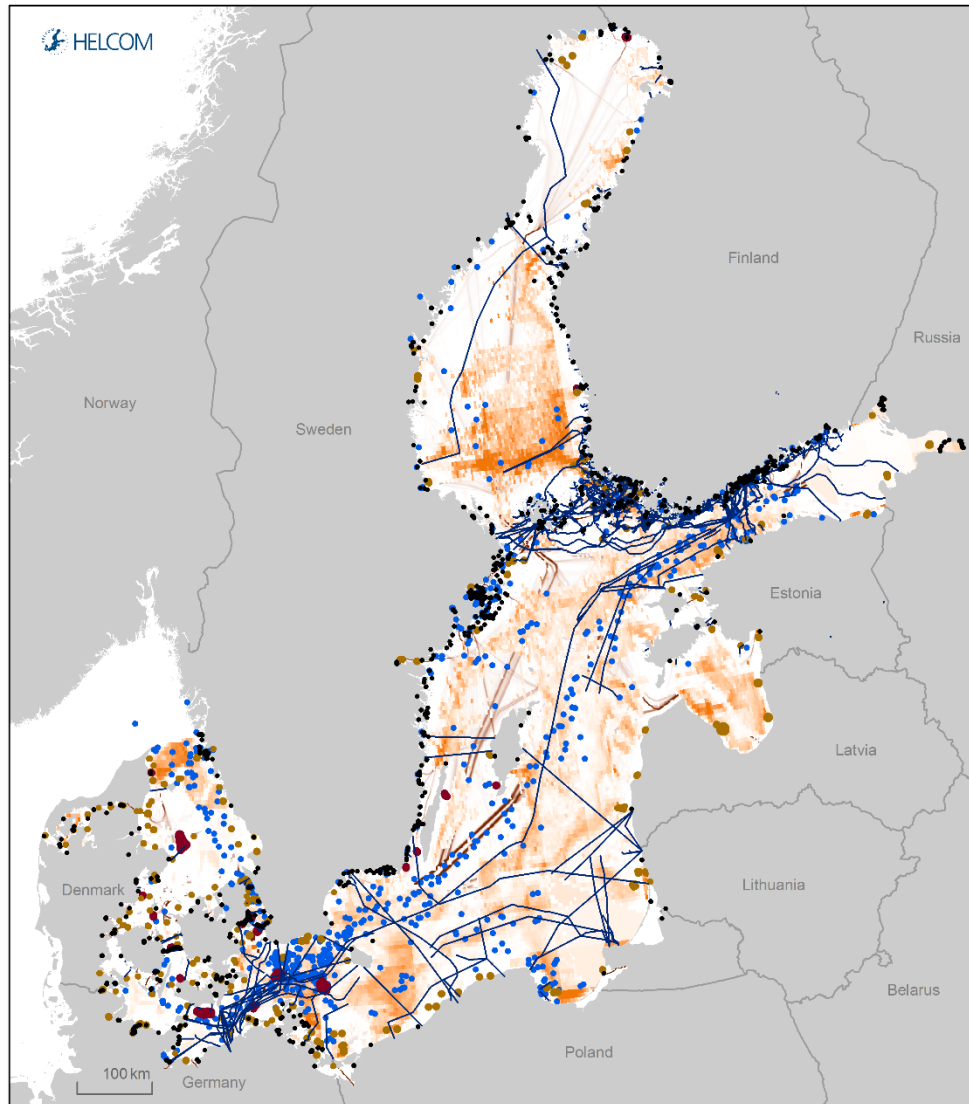 HELCOM
Finland
Russia
Norway
Sweden
Estonia
Latvia
Denmark
Lithuania
Belarus
Poland
100 km
Germany